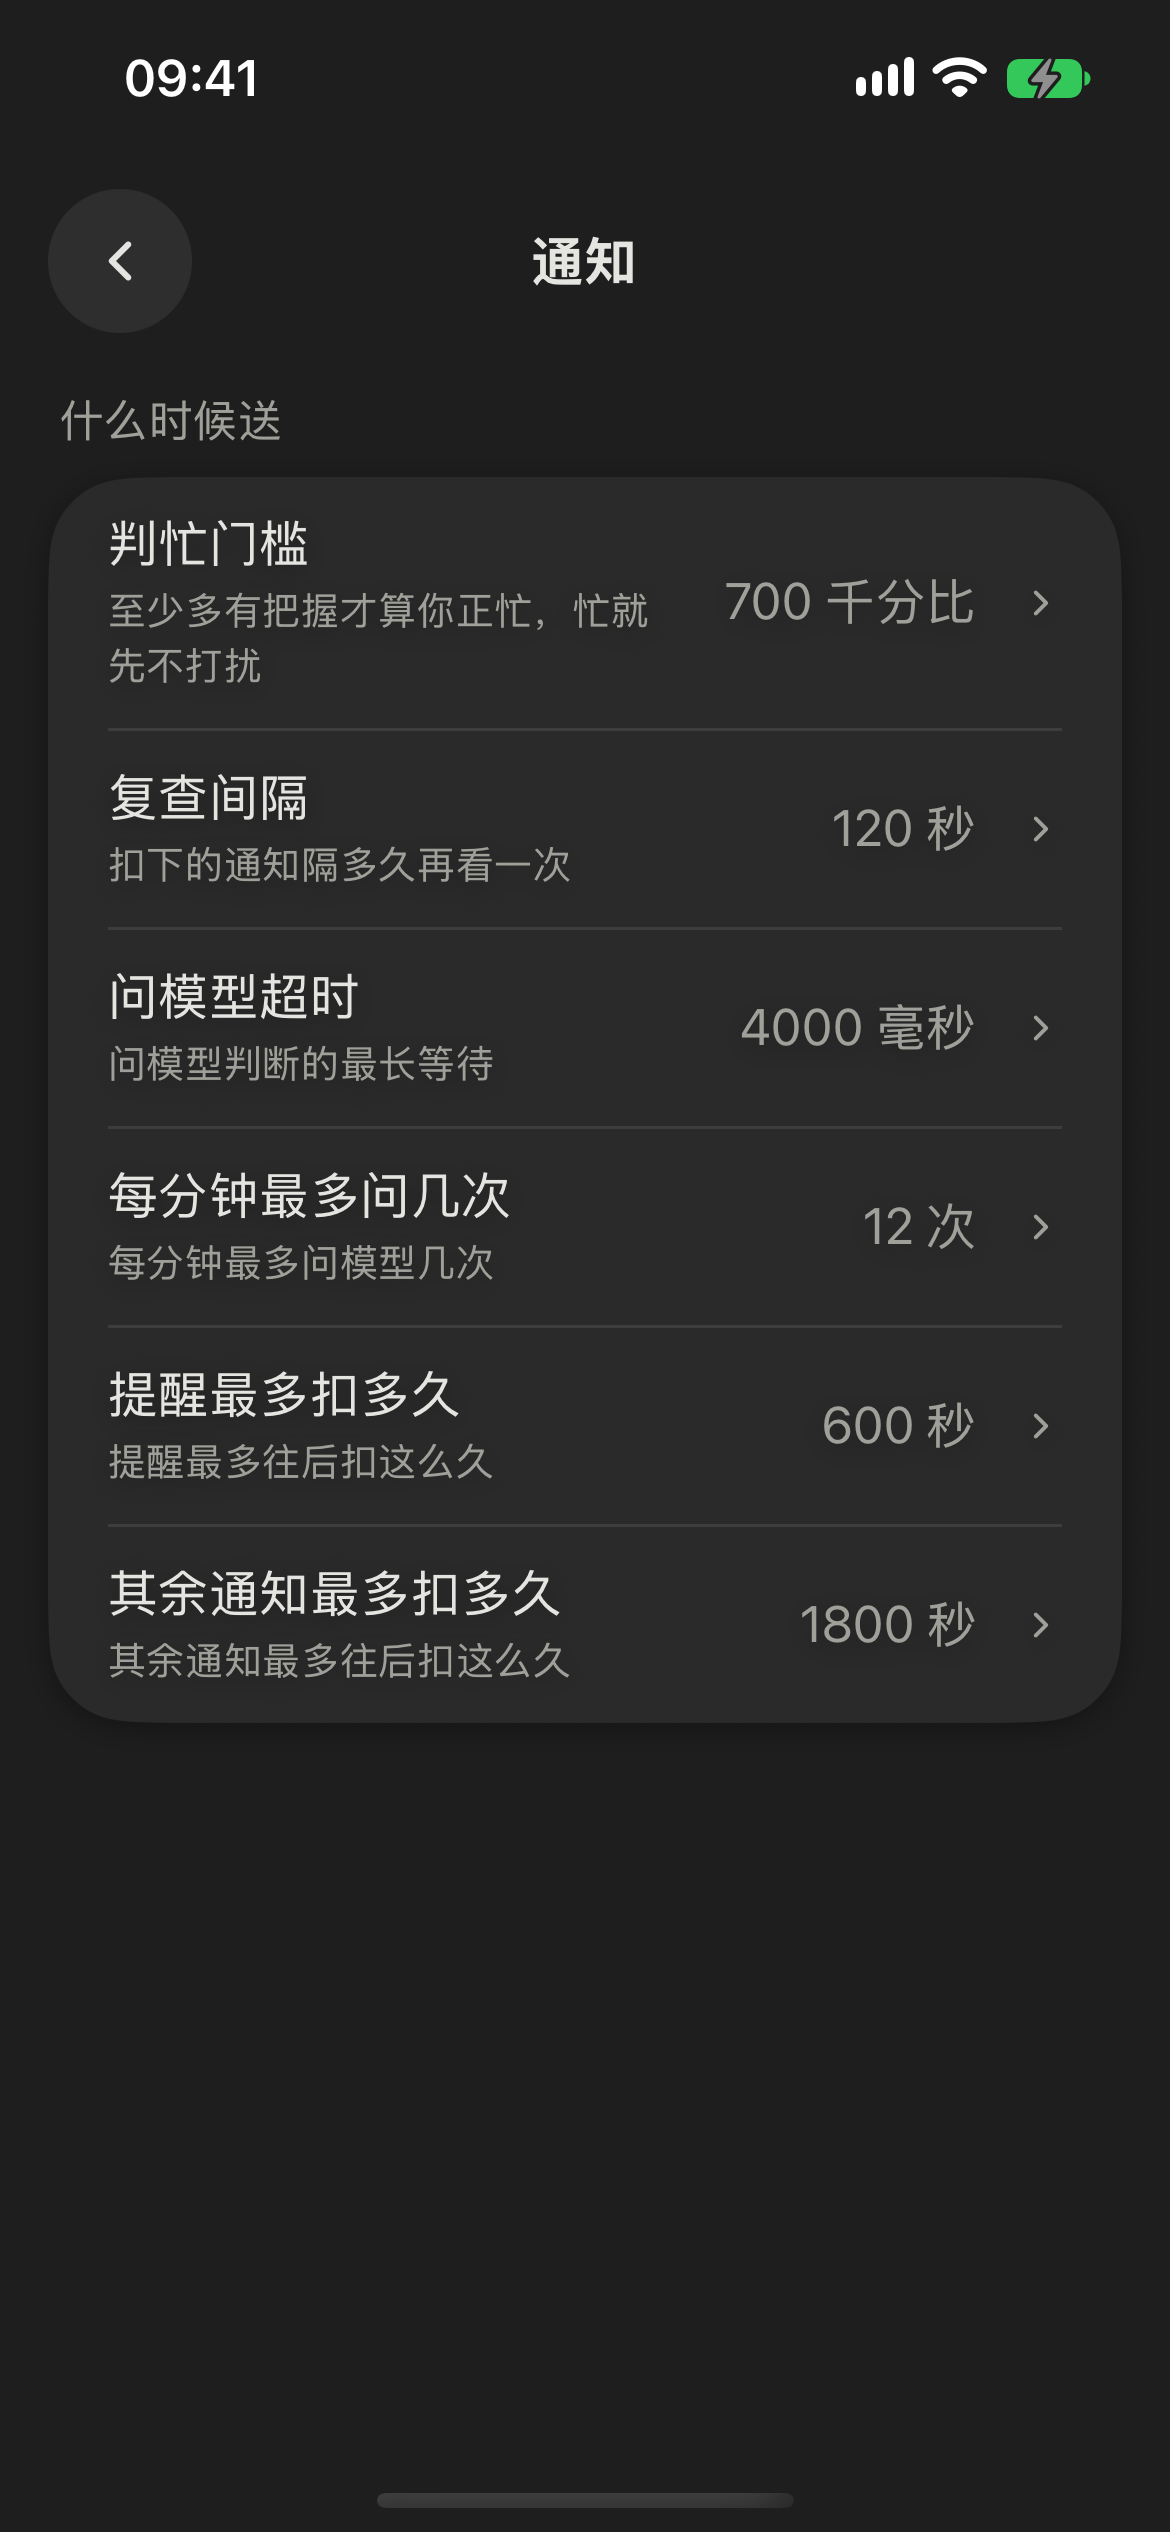 09:41
通知
什么时候送
判忙门槛
至少多有把握才算你正忙，忙就
先不打扰
700 千分比
复查间隔
扣下的通知隔多久再看一次
120 秒
问模型超时
问模型判断的最长等待
4000 毫秒
每分钟最多问几次
每分钟最多问模型几次
12 次
提醒最多扣多久
提醒最多往后扣这么久
600 秒
其余通知最多扣多久
其余通知最多往后扣这么久
1800 秒